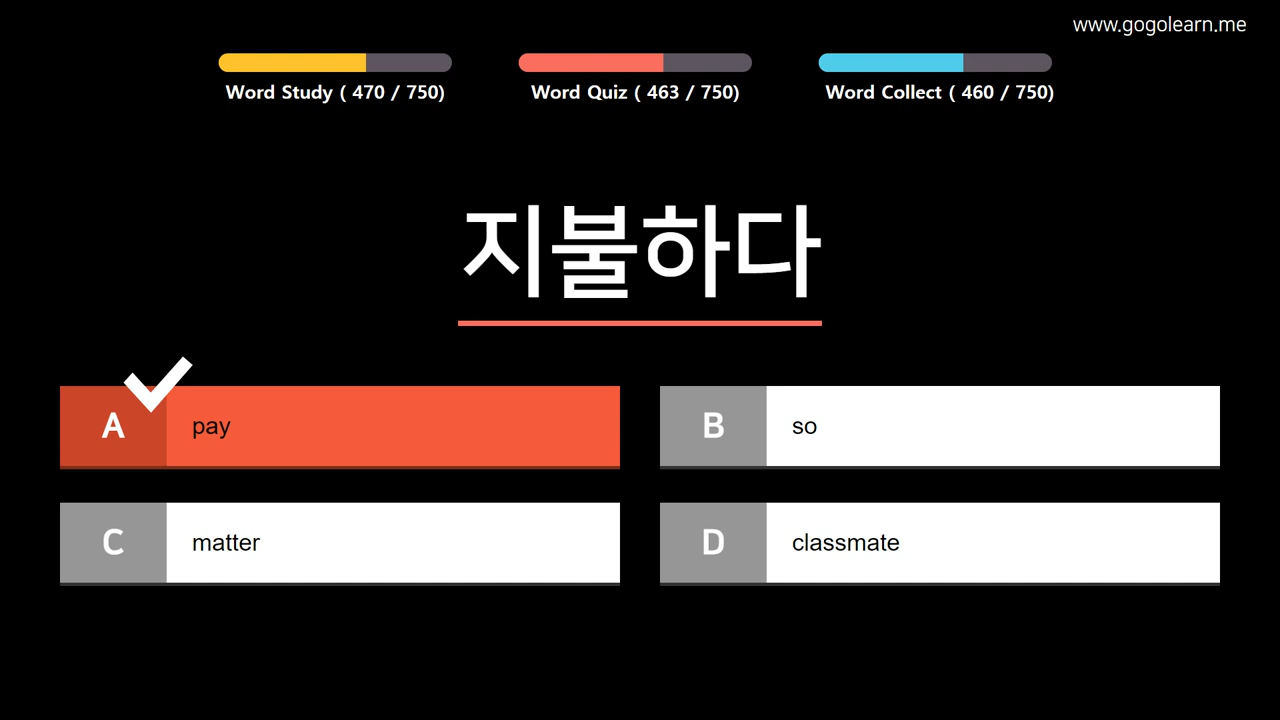 www.gogolearn.me
Word Study ( 470 / 750)
Word Quiz ( 463 / 750)
Word Collect ( 460 / 750)
지불하다
A pay
B so
C matter
D classmate